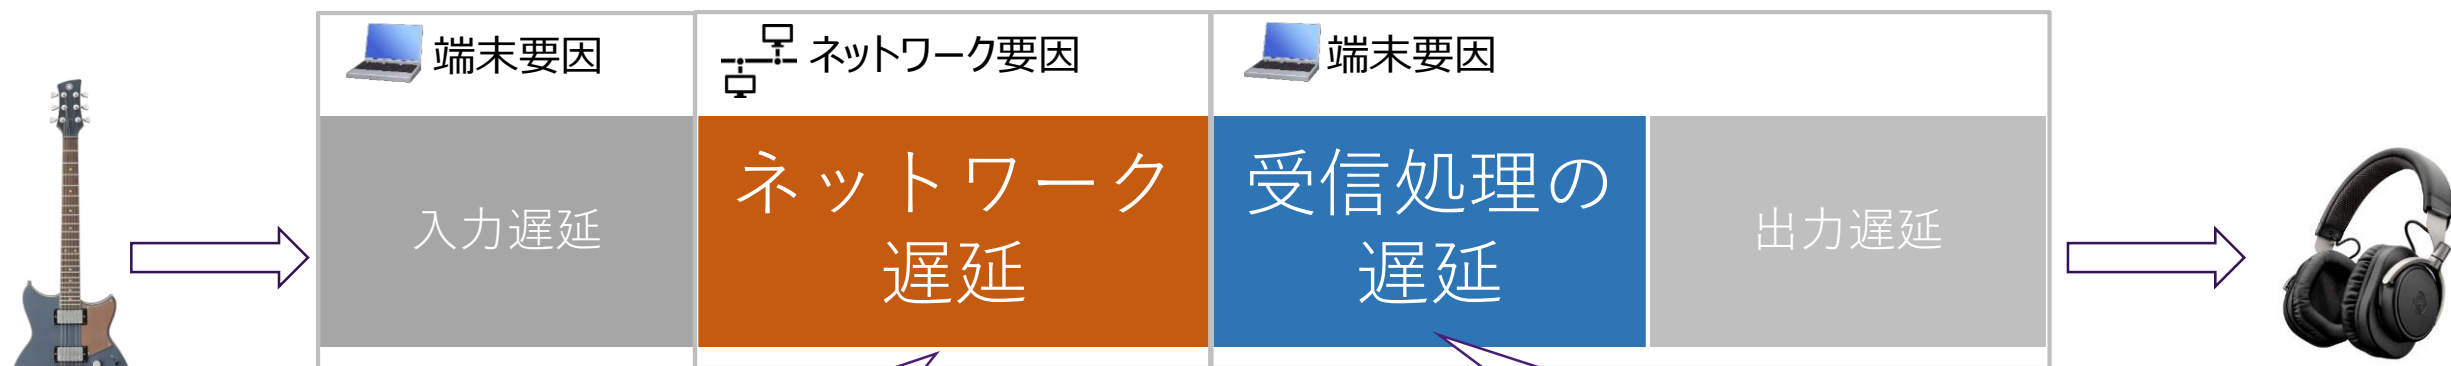 端末要因
ネットワーク要因
端末要因
入力遅延
ネットワーク
遅延
受信処理の
遅延
出力遅延